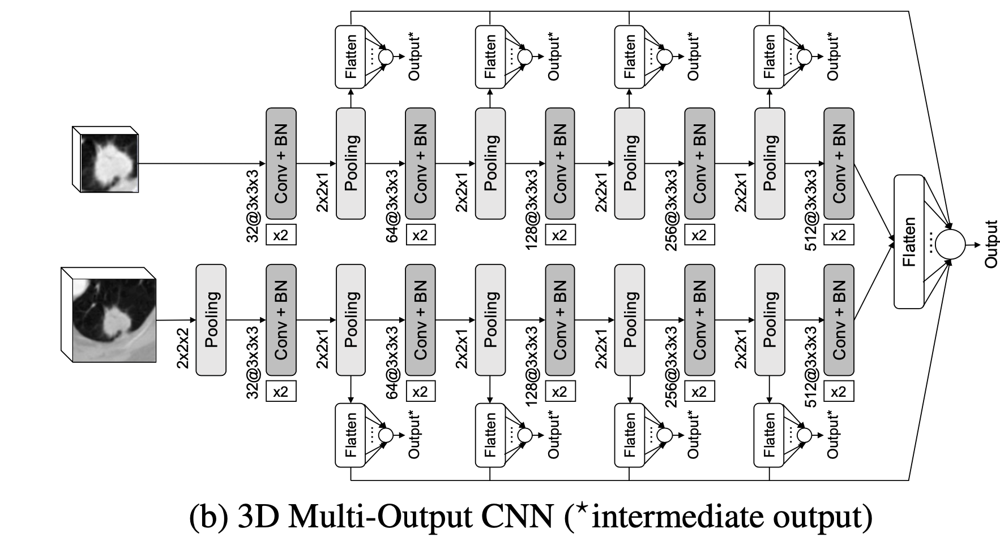 Flatten
Output*
Flatten
Output*
Flatten
Output*
Flatten
Output*
32@3x3x3
Conv + BN
x2
2x2x1
Pooling
64@3x3x3
Conv + BN
x2
2x2x1
Pooling
128@3x3x3
Conv + BN
x2
2x2x1
Pooling
256@3x3x3
Conv + BN
x2
2x2x1
Pooling
512@3x3x3
Conv + BN
x2
Flatten
Output
2x2x2
Pooling
32@3x3x3
Conv + BN
x2
2x2x1
Pooling
64@3x3x3
Conv + BN
x2
2x2x1
Pooling
128@3x3x3
Conv + BN
x2
2x2x1
Pooling
256@3x3x3
Conv + BN
x2
2x2x1
Pooling
512@3x3x3
Conv + BN
x2
Flatten
Output*
Flatten
Output*
Flatten
Output*
Flatten
Output*
(b) 3D Multi-Output CNN (*intermediate output)